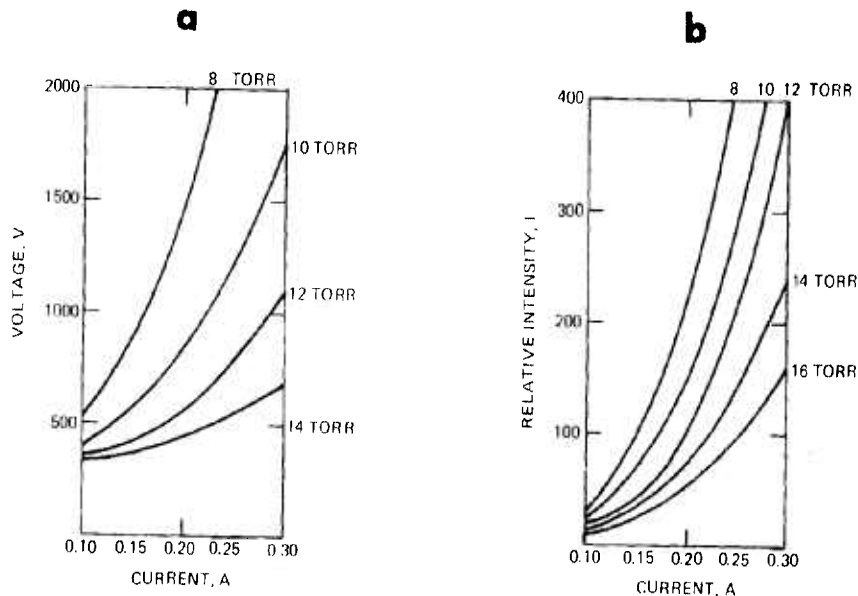 a
8 TORR
2000
10 TORR
1500
12 TORR
1000
14 TORR
500
0
VOLTAGE, V
0.10 0.15 0.20 0.25 0.30
CURRENT, A
b
8 10 12 TORR
400
300
14 TORR
200
16 TORR
100
0
RELATIVE INTENSITY, I
0.10 0.15 0.20 0.25 0.30
CURRENT, A